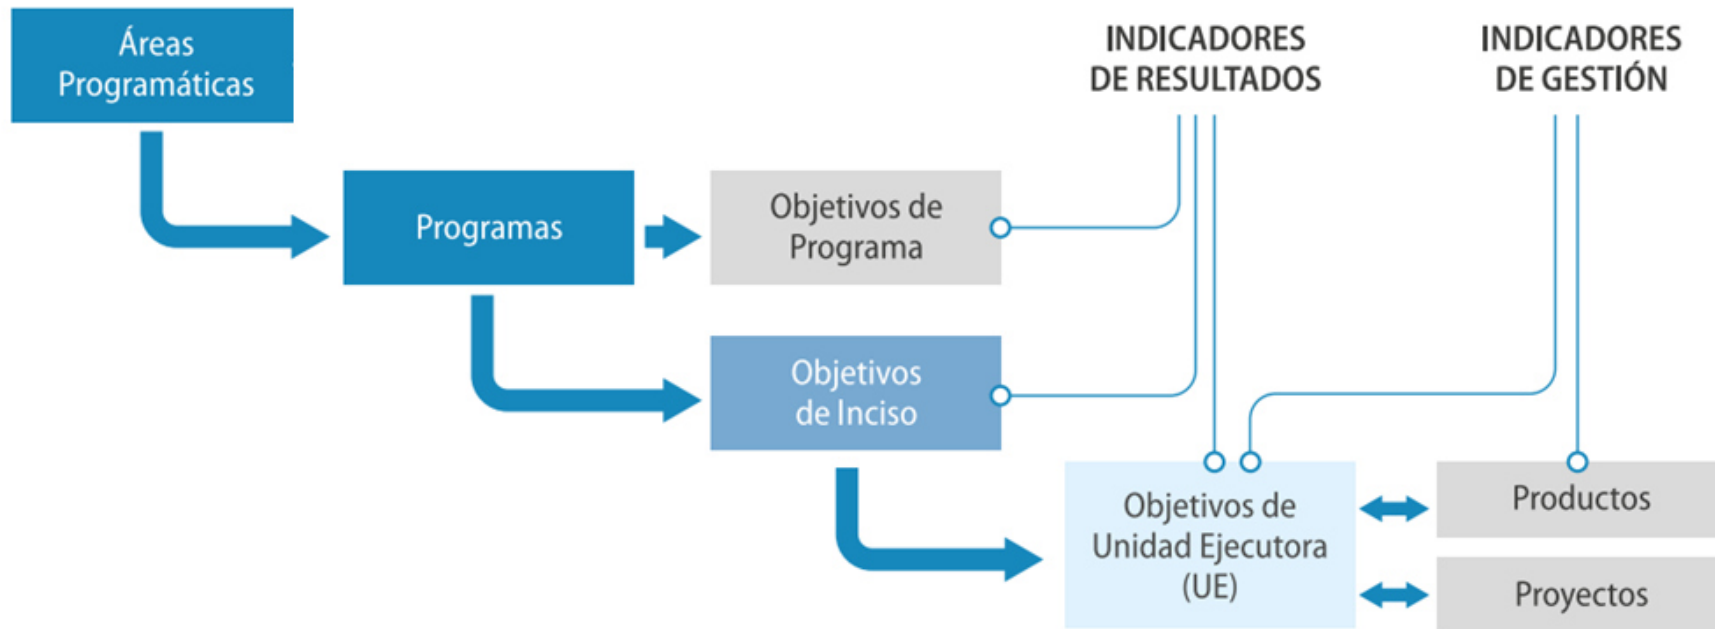 Áreas
Programáticas
INDICADORES
DE RESULTADOS
INDICADORES
DE GESTIÓN
Programas
Objetivos de
Programa
Objetivos
de Inciso
Objetivos de
Unidad Ejecutora
(UE)
Productos
Proyectos